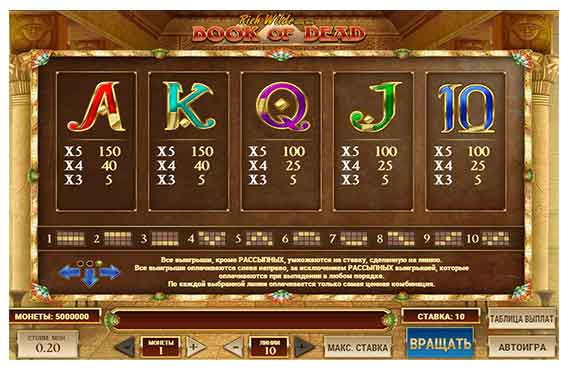 Rich Wilde
BOOK OF DEAD
A K Q J 10
X5 150 X5 150 X5 100 X5 100 X5 100
X4 40 X4 40 X4 25 X4 25 X4 25
X3 5 X3 5 X3 5 X3 5 X3 5
1 2 3 4 5 6 7 8 9 10
Все выигрыши, кроме РАССЫПНЫХ, умножаются на ставку, сделанную на линию.
Все выигрыши оплачиваются слева направо, за исключением РАССЫПНЫХ выигрышей, которые
оплачиваются при выпадении в любом порядке.
По каждой выбранной линии оплачивается только самая ценная комбинация.
МОНЕТЫ: 5000000 СТАВКА: 10 ТАБЛИЦА ВЫПЛАТ
СТОИМ. МОН 0.20 МОНЕТЫ 1 ЛИНИИ 10 МАКС. СТАВКА ВРАЩАТЬ АВТОИГРА